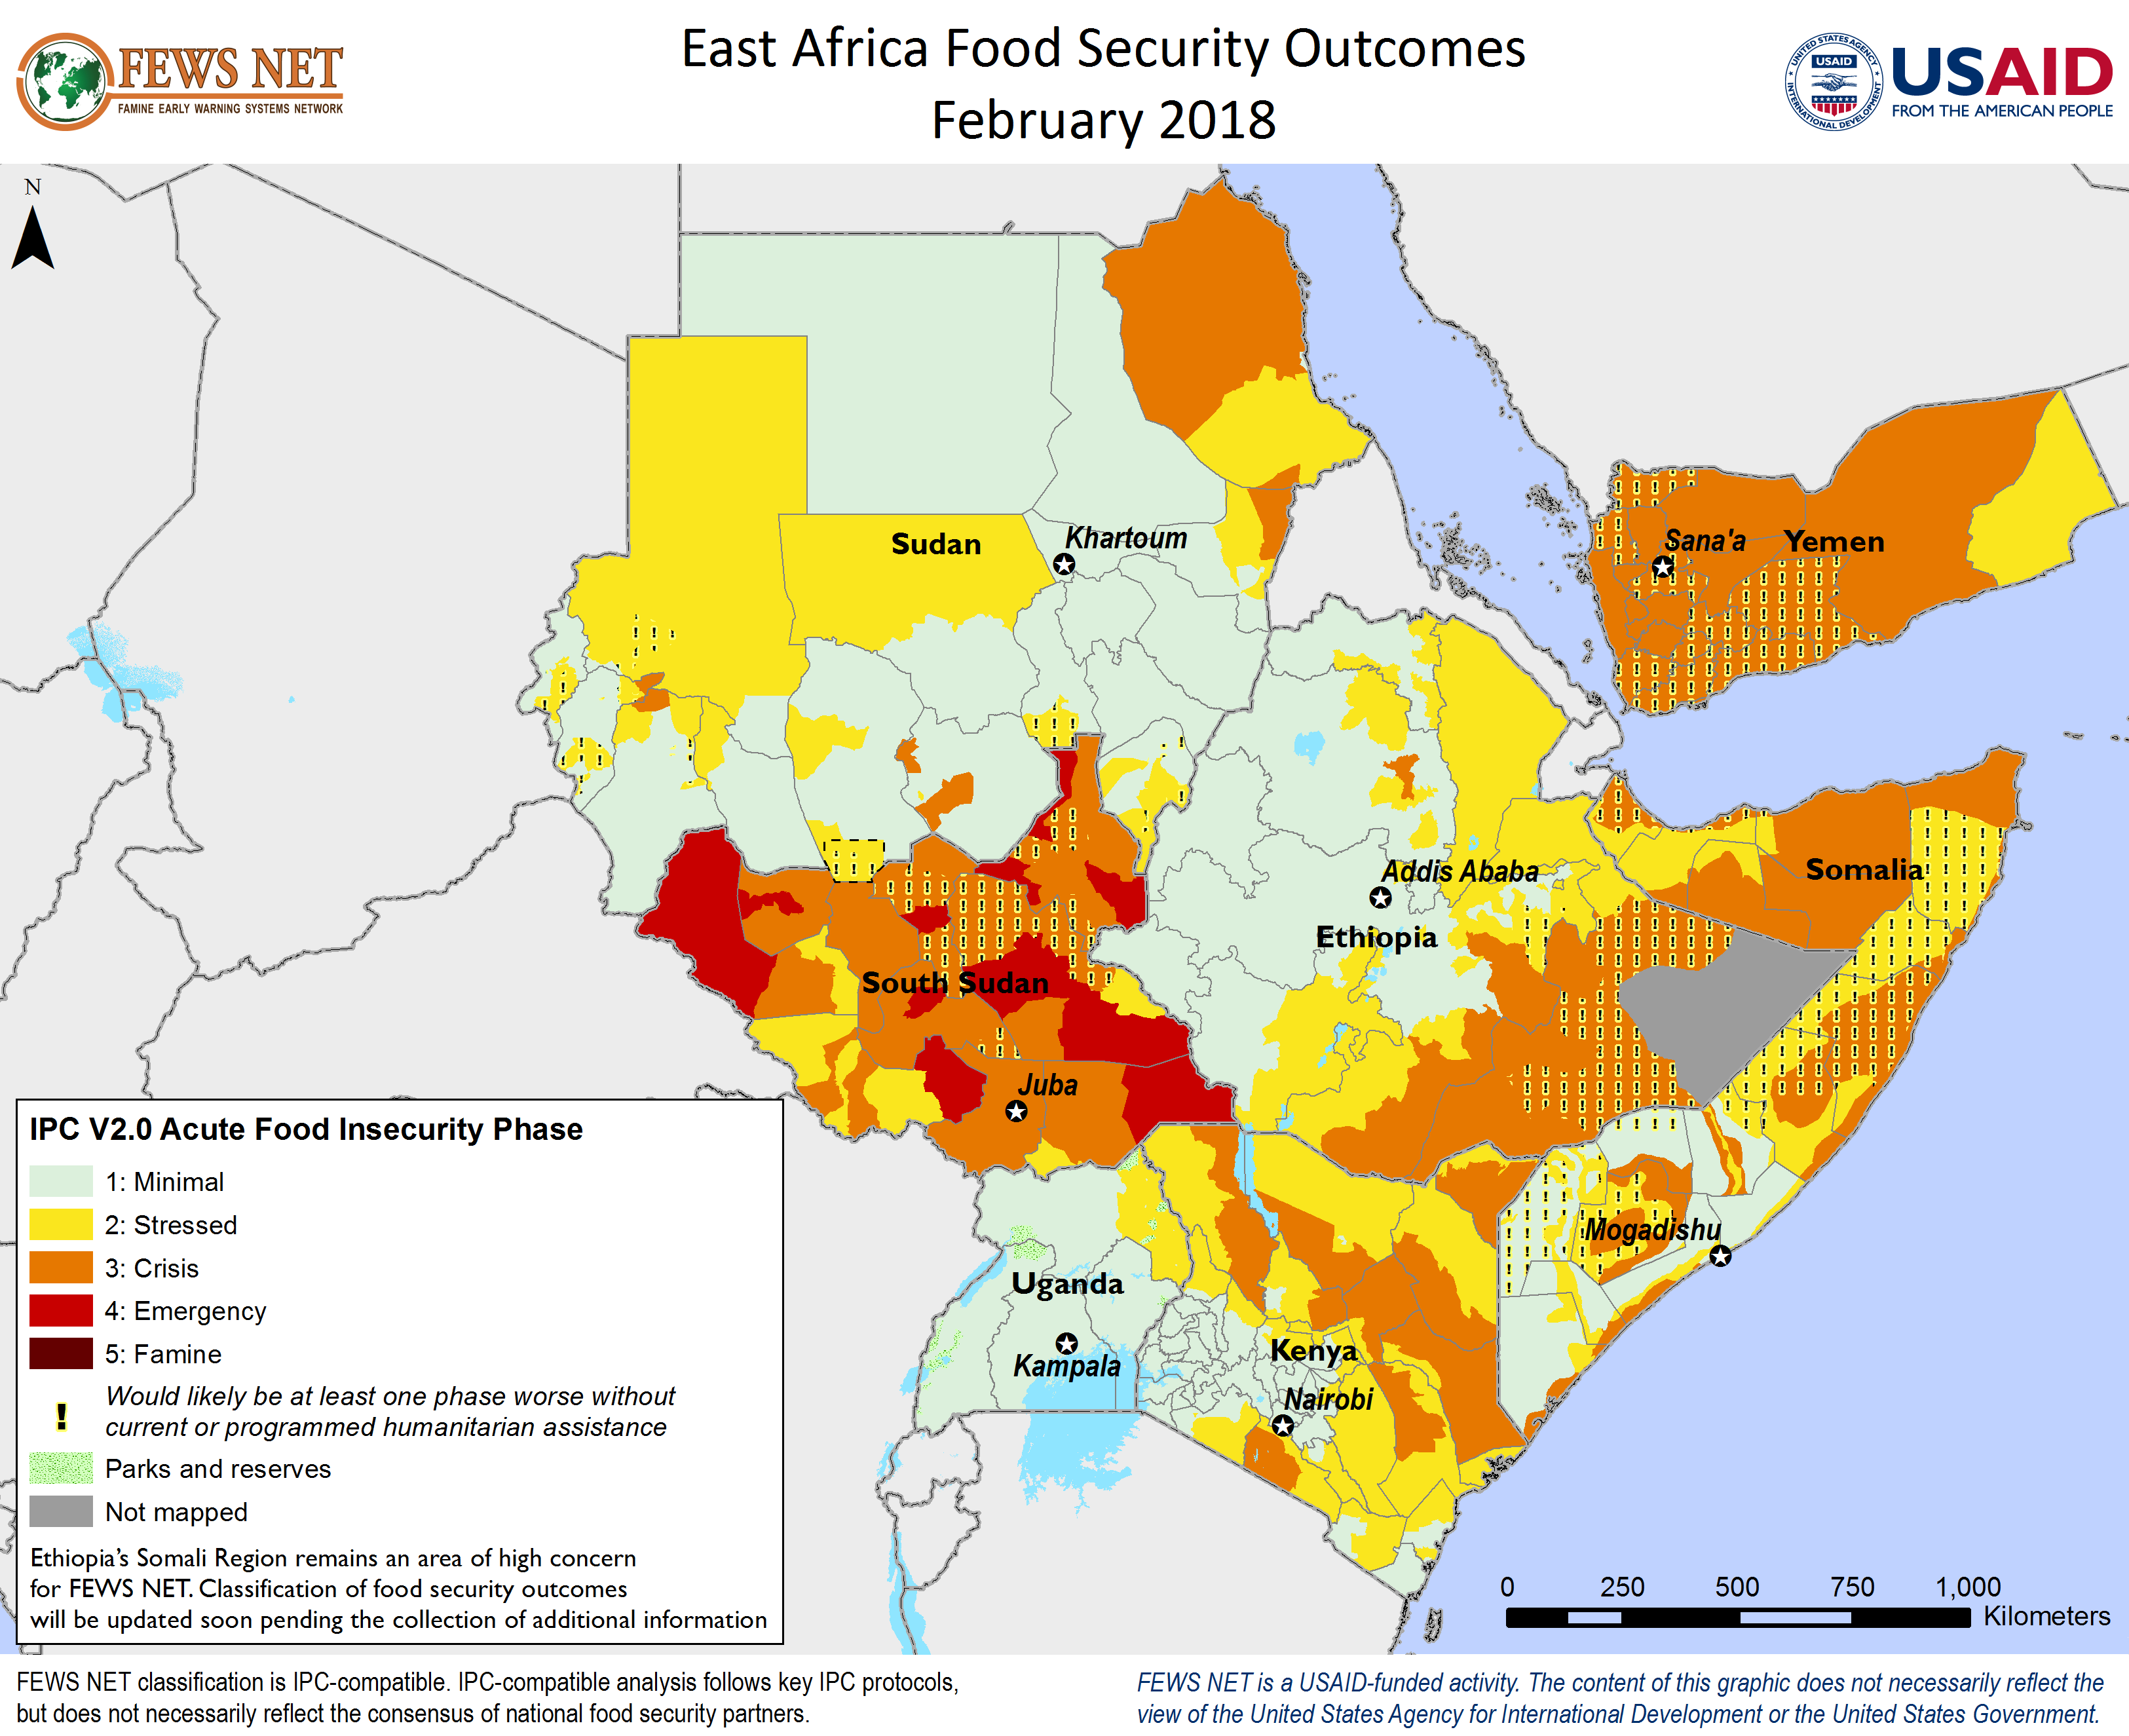 FEWS NET
FAMINE EARLY WARNING SYSTEMS NETWORK
East Africa Food Security Outcomes
February 2018
UNITED STATES AGENCY
USAID
INTERNATIONAL DEVELOPMENT
USAID
FROM THE AMERICAN PEOPLE
N
Sudan
Khartoum
Sana'a
Yemen
Somalia
Addis Ababa
Ethiopia
South Sudan
Juba
Mogadishu
Uganda
Kampala
Kenya
Nairobi
IPC V2.0 Acute Food Insecurity Phase
1: Minimal
2: Stressed
3: Crisis
4: Emergency
5: Famine
! Would likely be at least one phase worse without
current or programmed humanitarian assistance
Parks and reserves
Not mapped
Ethiopia's Somali Region remains an area of high concern
for FEWS NET. Classification of food security outcomes
will be updated soon pending the collection of additional information
0 250 500 750 1,000
Kilometers
FEWS NET classification is IPC-compatible. IPC-compatible analysis follows key IPC protocols,
but does not necessarily reflect the consensus of national food security partners.
FEWS NET is a USAID-funded activity. The content of this graphic does not necessarily reflect the
view of the United States Agency for International Development or the United States Government.